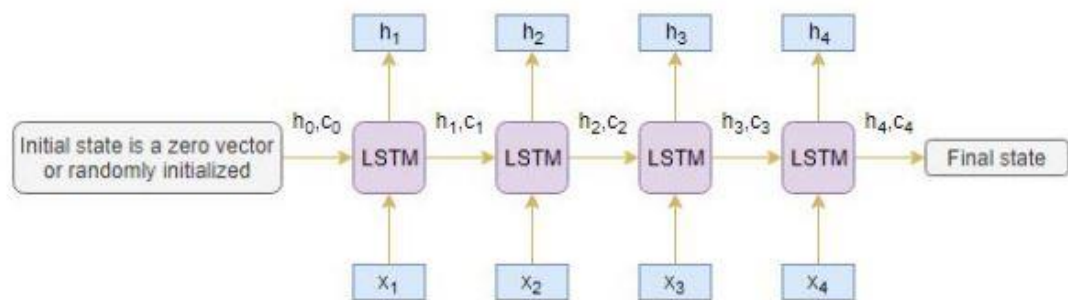 h₁ h₂ h₃ h₄
h₀,c₀ h₁,c₁ h₂,c₂ h₃,c₃ h₄,c₄
Initial state is a zero vector
or randomly initialized
LSTM LSTM LSTM LSTM
Final state
x₁ x₂ x₃ x₄